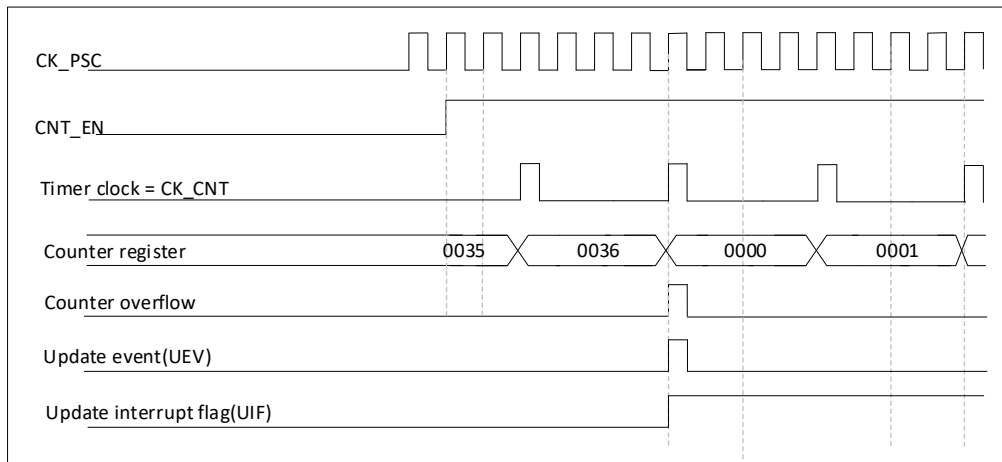 CK_PSC
CNT_EN
Timer clock = CK_CNT
Counter register 0035 0036 0000 0001
Counter overflow
Update event(UEV)
Update interrupt flag(UIF)